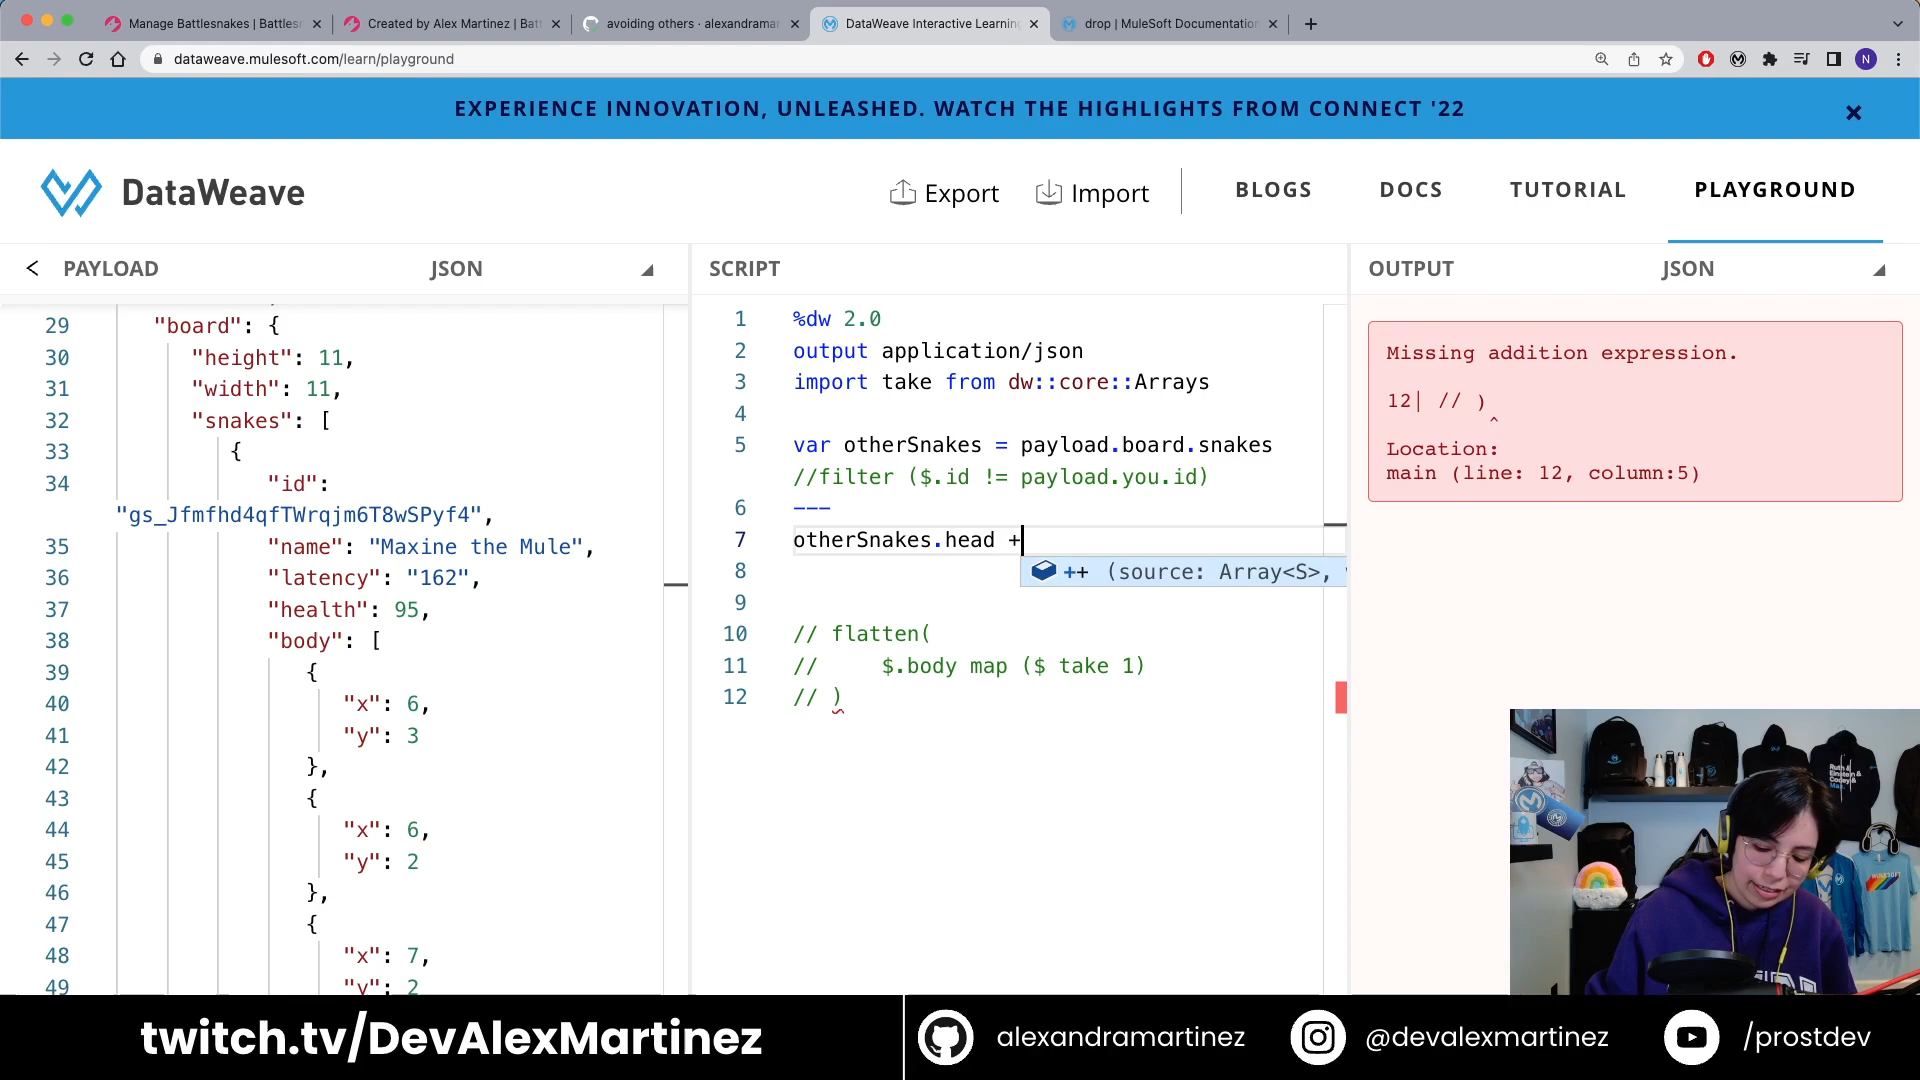 Manage Battlesnakes | Battlesn
Created by Alex Martinez | Batt
avoiding others · alexandramar
DataWeave Interactive Learning
drop | MuleSoft Documentation
dataweave.mulesoft.com/learn/playground
N
EXPERIENCE INNOVATION, UNLEASHED. WATCH THE HIGHLIGHTS FROM CONNECT '22
DataWeave
Export
Import
BLOGS
DOCS
TUTORIAL
PLAYGROUND
PAYLOAD
JSON
29 "board": {
30 "height": 11,
31 "width": 11,
32 "snakes": [
33 {
34 "id":
"gs_Jfmfhd4qfTWrqjm6T8wSPyf4",
35 "name": "Maxine the Mule",
36 "latency": "162",
37 "health": 95,
38 "body": [
39 {
40 "x": 6,
41 "y": 3
42 },
43 {
44 "x": 6,
45 "y": 2
46 },
47 {
48 "x": 7,
49 "y": 2
SCRIPT
1 %dw 2.0
2 output application/json
3 import take from dw::core::Arrays
4
5 var otherSnakes = payload.board.snakes
//filter ($.id != payload.you.id)
6 ---
7 otherSnakes.head +
8
++ (source: Array<S>,
9
10 // flatten(
11 // $.body map ($ take 1)
12 // )
OUTPUT
JSON
Missing addition expression.
12| // )
^
Location:
main (line: 12, column:5)
Ruth &
Einstein &
Codey &
Max.
twitch.tv/DevAlexMartinez
alexandramartinez
@devalexmartinez
/prostdev